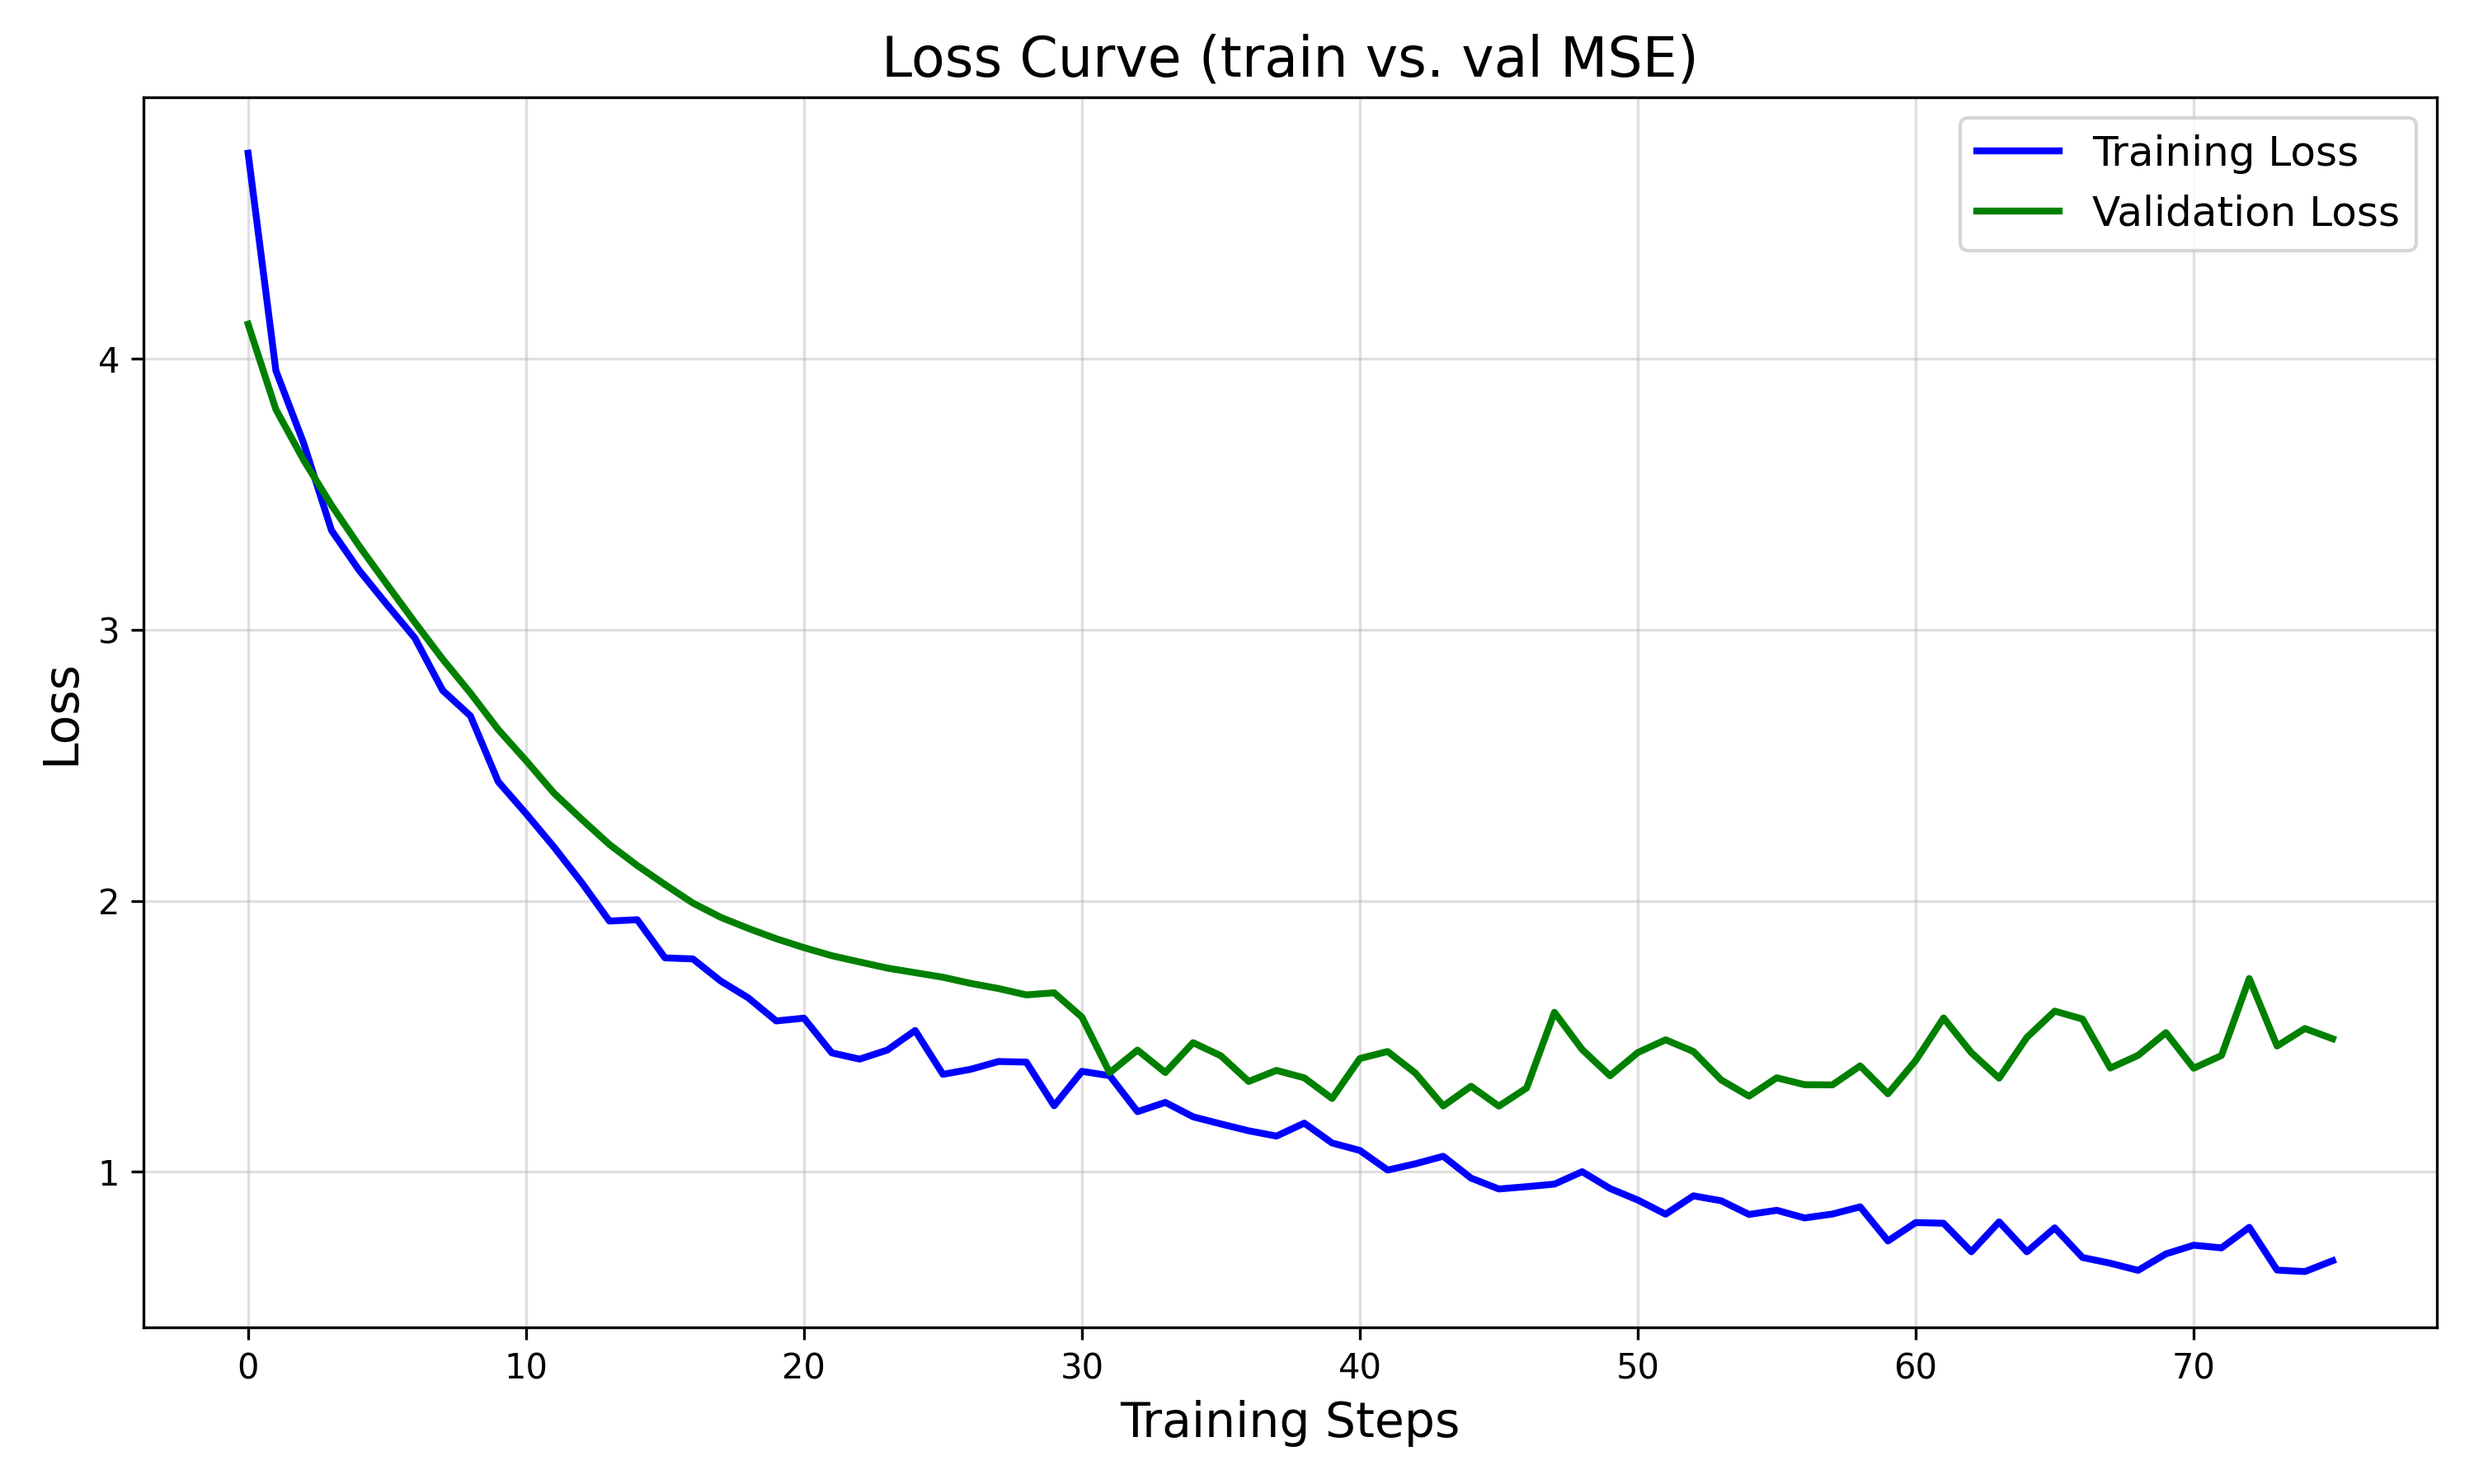 Loss Curve (train vs. val MSE)
Training Loss
Validation Loss
4
3
2
1
Loss
0 10 20 30 40 50 60 70
Training Steps